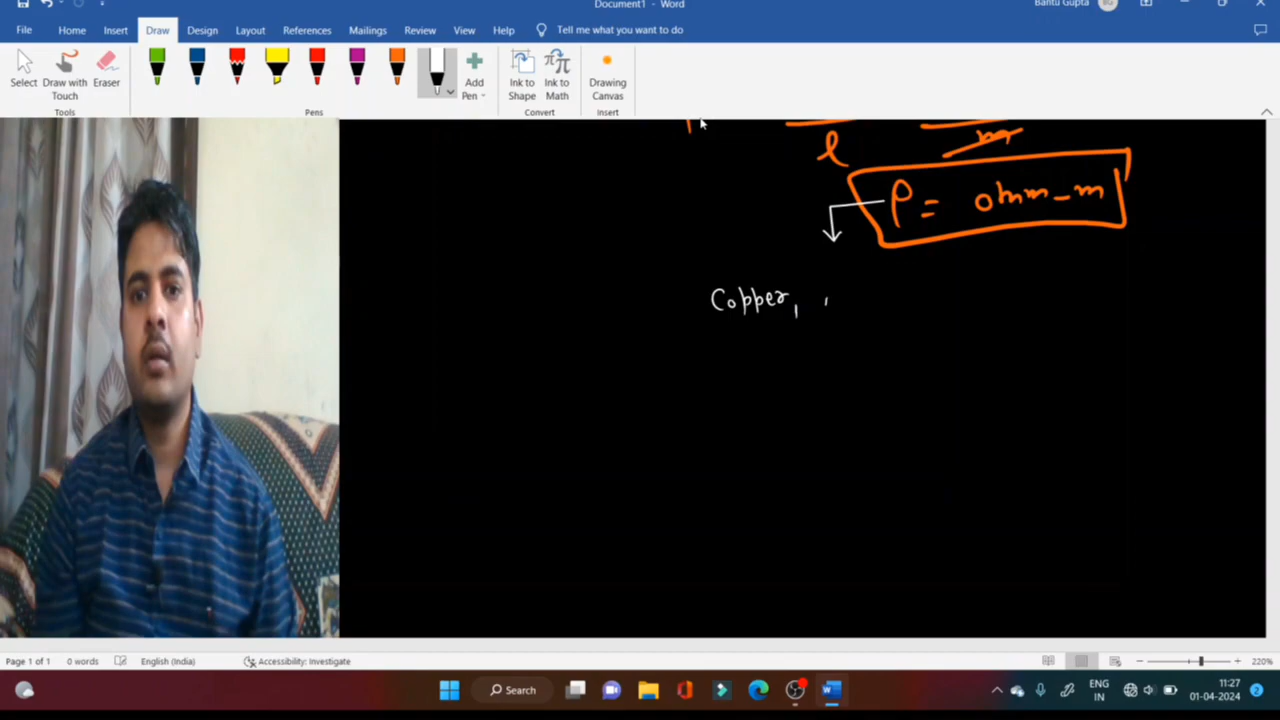 Document1 - Word
Bantu Gupta
BG
File Home Insert Draw Design Layout References Mailings Review View Help Tell me what you want to do
Select
Draw with Touch
Eraser
Add Pen
Ink to Shape
Ink to Math
Drawing Canvas
Tools
Pens
Convert
Insert
l
m
ρ = ohm-m
Copper,
Page 1 of 1 0 words English (India) Accessibility: Investigate
220%
Search
ENG
IN
11:27
01-04-2024
2